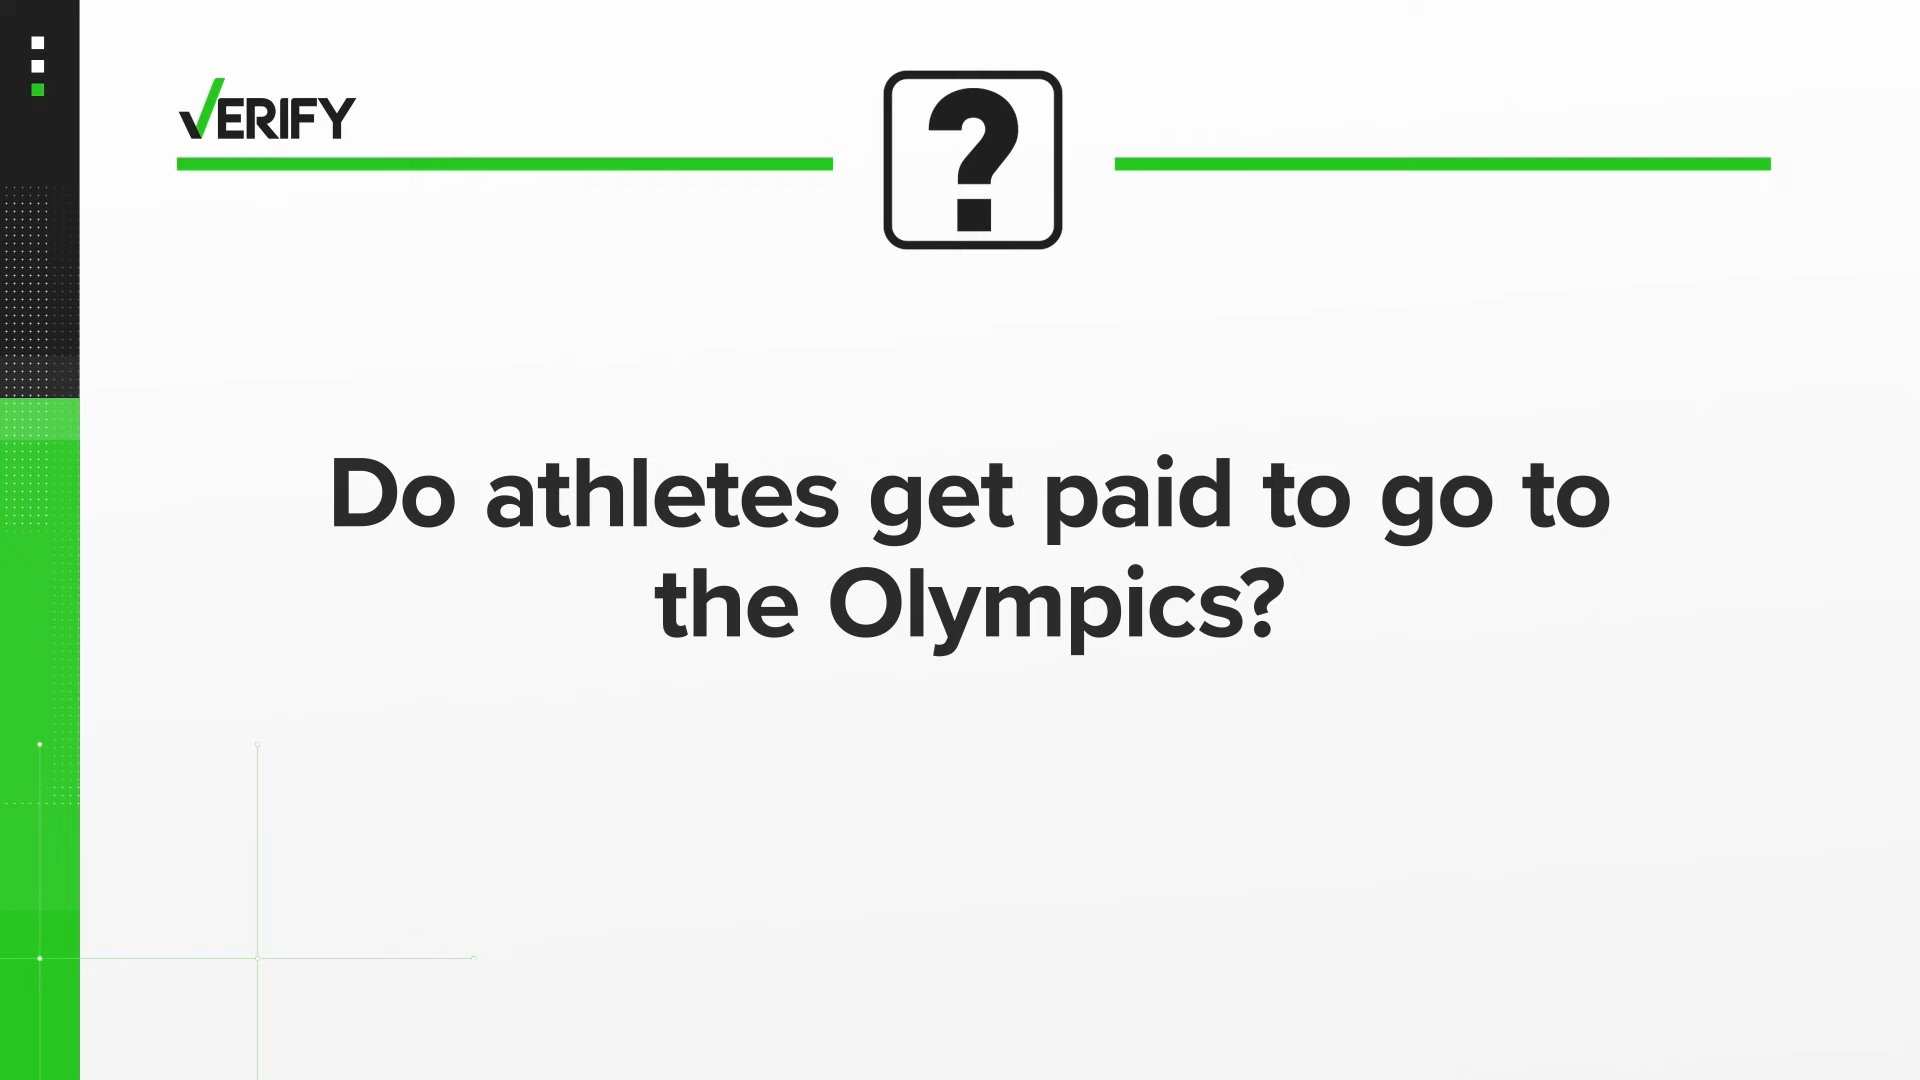 VERIFY
?
Do athletes get paid to go to
the Olympics?